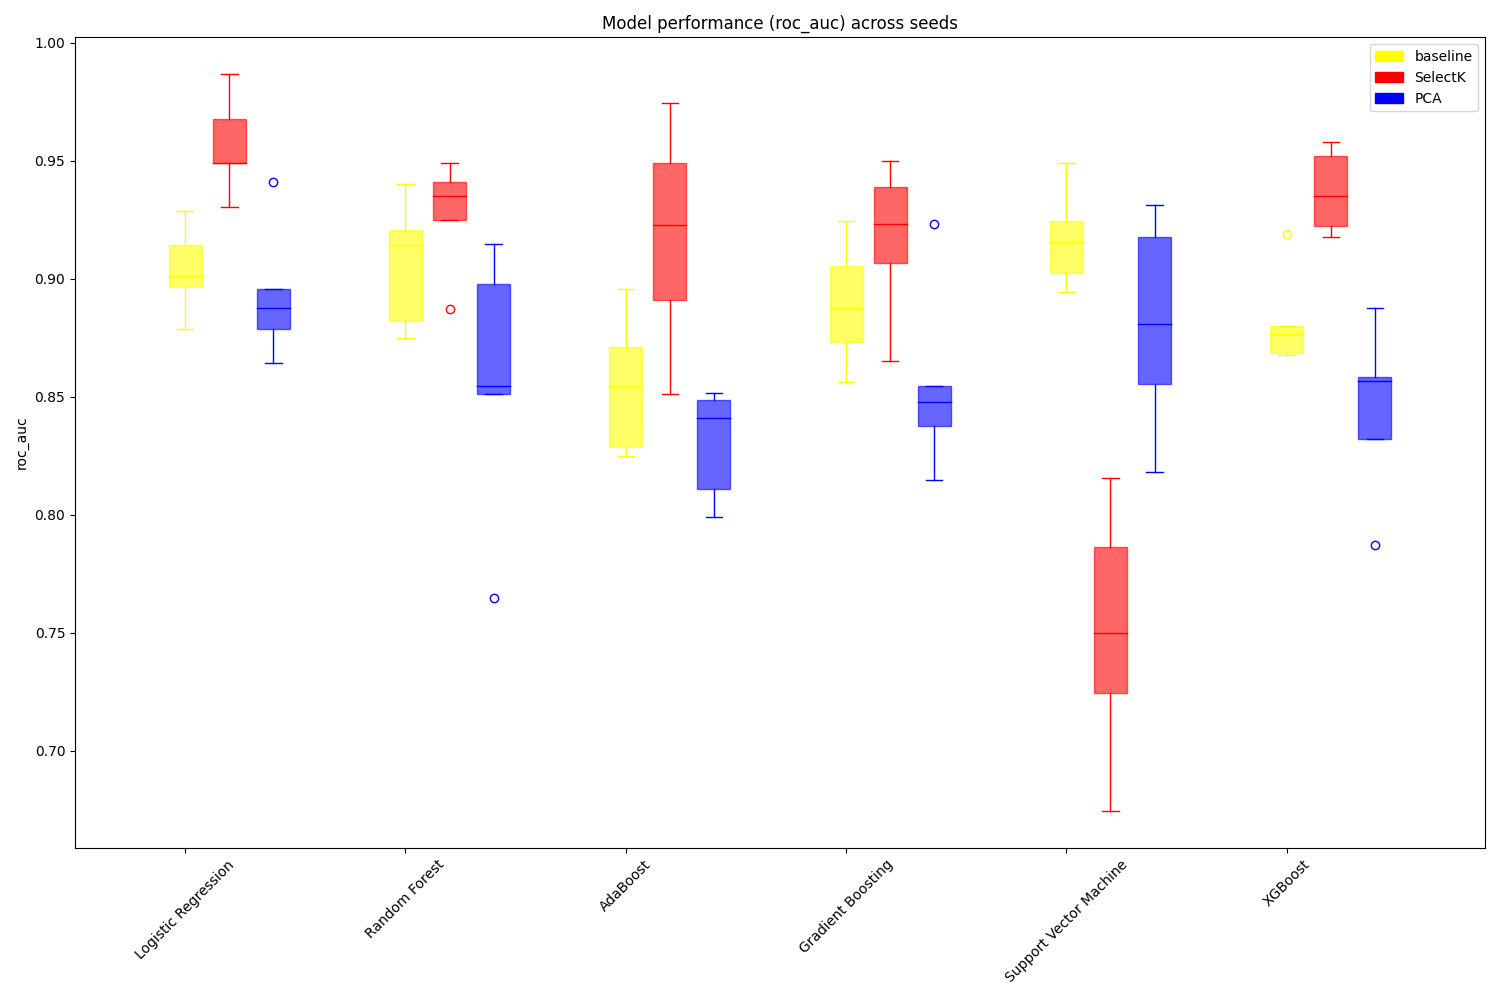 Model performance (roc_auc) across seeds
baseline
SelectK
PCA
roc_auc
1.00
0.95
0.90
0.85
0.80
0.75
0.70
Logistic Regression
Random Forest
AdaBoost
Gradient Boosting
Support Vector Machine
XGBoost